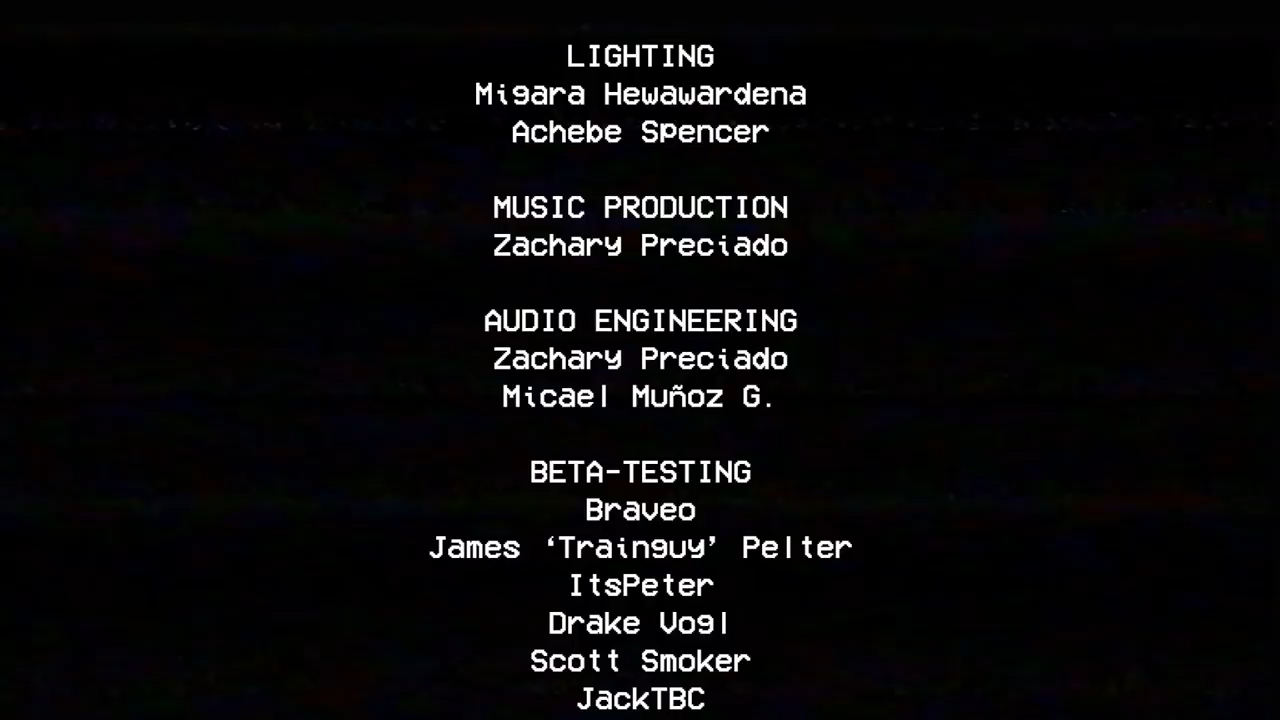 LIGHTING
Migara Hewawardena
Achebe Spencer
MUSIC PRODUCTION
Zachary Preciado
AUDIO ENGINEERING
Zachary Preciado
Micael Muñoz G.
BETA-TESTING
Braveo
James ‘Trainguy’ Pelter
ItsPeter
Drake Vogl
Scott Smoker
JackTBC